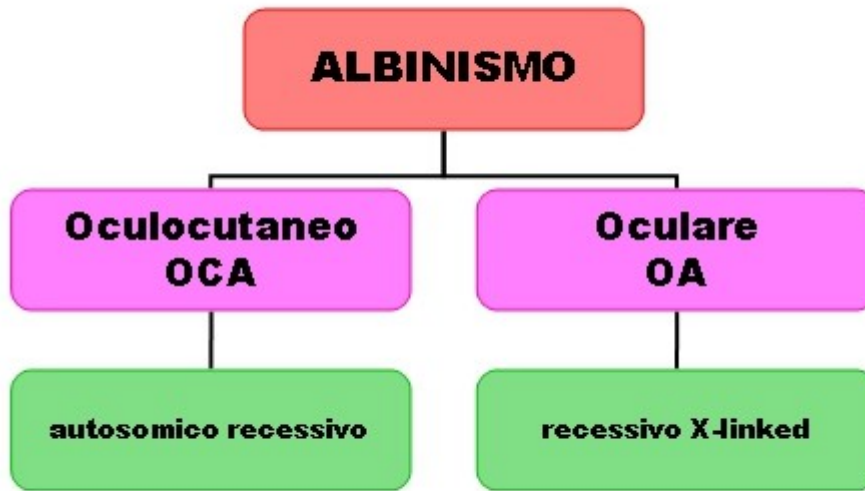 ALBINISMO
Oculocutaneo
OCA
Oculare
OA
autosomico recessivo
recessivo X-linked